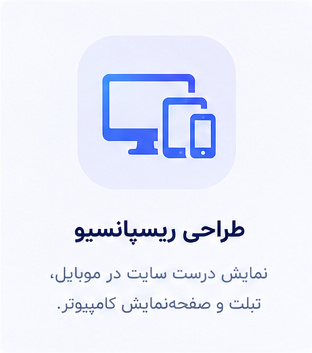 طراحی ریسپانسیو
نمایش درست سایت در موبایل،
تبلت و صفحه‌نمایش کامپیوتر.